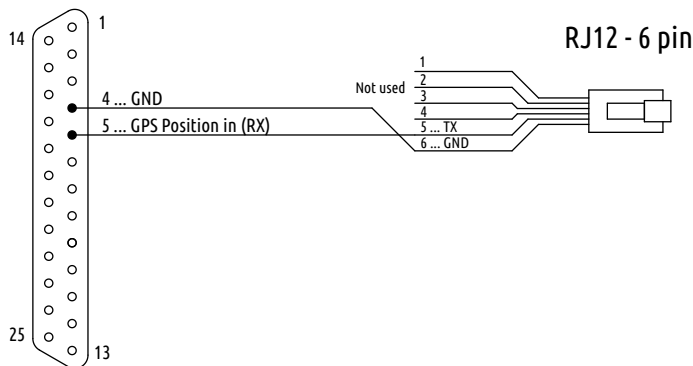 1
14
RJ12 - 6 pin
1
Not used
2
3
4 ... GND
4
5 ... GPS Position in (RX)
5 ... TX
6 ... GND
25
13